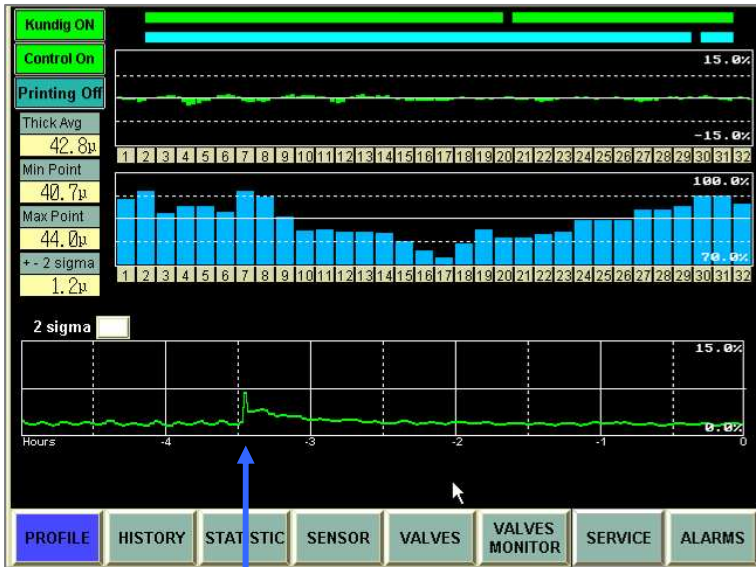 Kundig ON
Control On
Printing Off
Thick Avg
42.8µ
Min Point
40.7µ
Max Point
44.0µ
+ - 2 sigma
1.2µ
15.0%
-15.0%
1 2 3 4 5 6 7 8 9 10 11 12 13 14 15 16 17 18 19 20 21 22 23 24 25 26 27 28 29 30 31 32
100.0%
70.0%
1 2 3 4 5 6 7 8 9 10 11 12 13 14 15 16 17 18 19 20 21 22 23 24 25 26 27 28 29 30 31 32
2 sigma
15.0%
0.0%
Hours -4 -3 -2 -1 0
PROFILE HISTORY STATISTIC SENSOR VALVES VALVES MONITOR SERVICE ALARMS